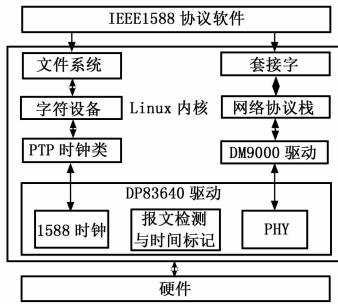 IEEE1588 协议软件
文件系统
套接字
字符设备
Linux 内核
网络协议栈
PTP 时钟类
DM9000 驱动
DP83640 驱动
1588 时钟
报文检测
与时间标记
PHY
硬件